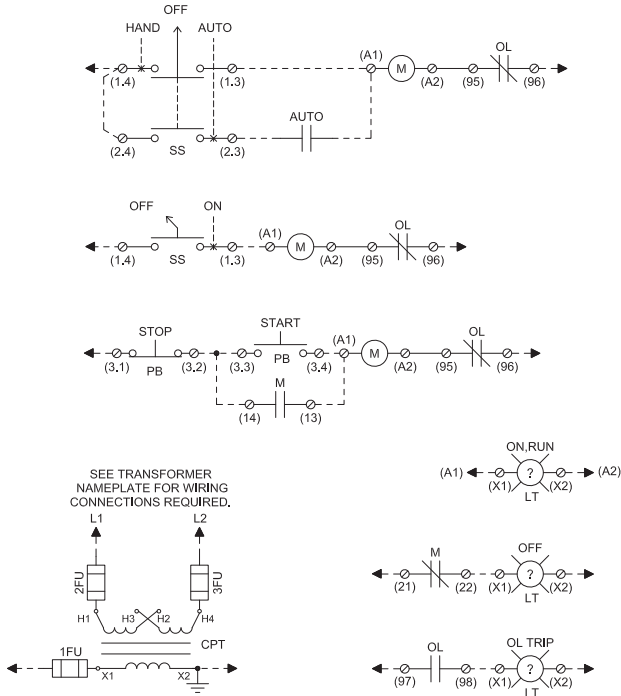 OFF
HAND AUTO
(A1) OL
M
(1.4) (1.3) (A2) (95) (96)
AUTO
SS
(2.4) (2.3)
OFF ON
(A1) OL
M
(1.4) SS (1.3) (A2) (95) (96)
STOP START
(A1) OL
M
(3.1) PB (3.2) (3.3) PB (3.4) (A2) (95) (96)
M
(14) (13)
ON,RUN
(A1) ? (A2)
(X1) (X2)
LT
SEE TRANSFORMER
NAMEPLATE FOR WIRING
CONNECTIONS REQUIRED.
L1 L2
2FU 3FU
H1 H3 H2 H4
CPT
1FU
X1 X2
M OFF
?
(21) (22) (X1) (X2)
LT
OL OL TRIP
?
(97) (98) (X1) (X2)
LT